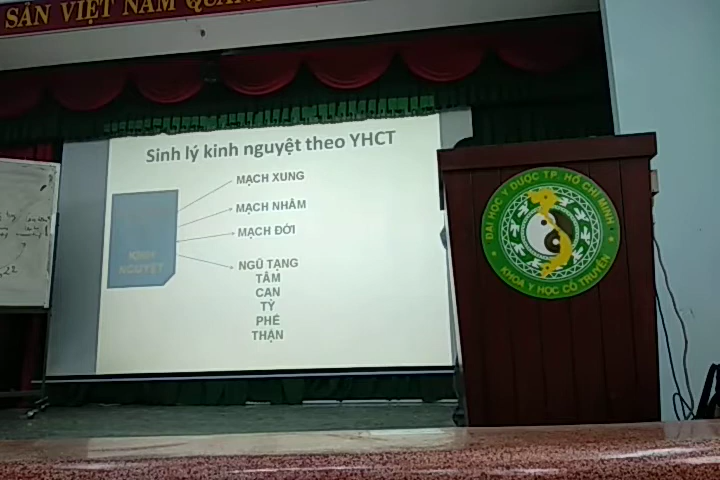 SẢN VIỆT NAM QUANG
Sinh lý kinh nguyệt theo YHCT
MẠCH XUNG
MẠCH NHÂM
MẠCH ĐỚI
KINH
NGUYỆT
NGŨ TẠNG
TÂM
CAN
TỲ
PHẾ
THẬN
ĐẠI HỌC Y DƯỢC TP. HỒ CHÍ MINH
KHOA Y HỌC CỔ TRUYỀN